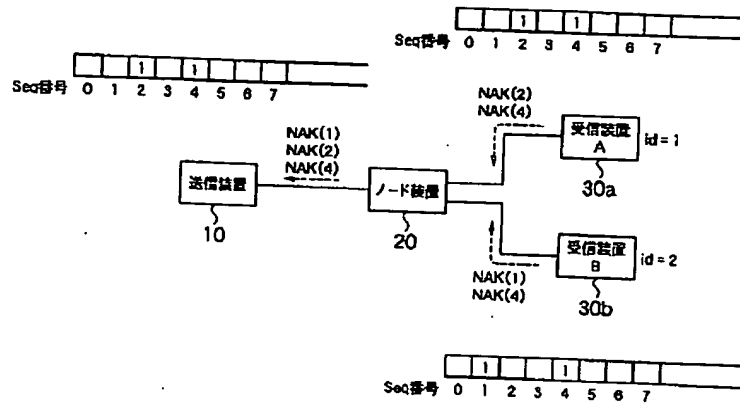 1 1
Seq番号 0 1 2 3 4 5 6 7
1 1
Seq番号 0 1 2 3 4 5 6 7
NAK(2)
NAK(4)
受信装置
A
id=1
30a
NAK(1)
NAK(2)
NAK(4)
送信装置
10
ノード装置
20
受信装置
B
id=2
30b
NAK(1)
NAK(4)
1 1
Seq番号 0 1 2 3 4 5 6 7